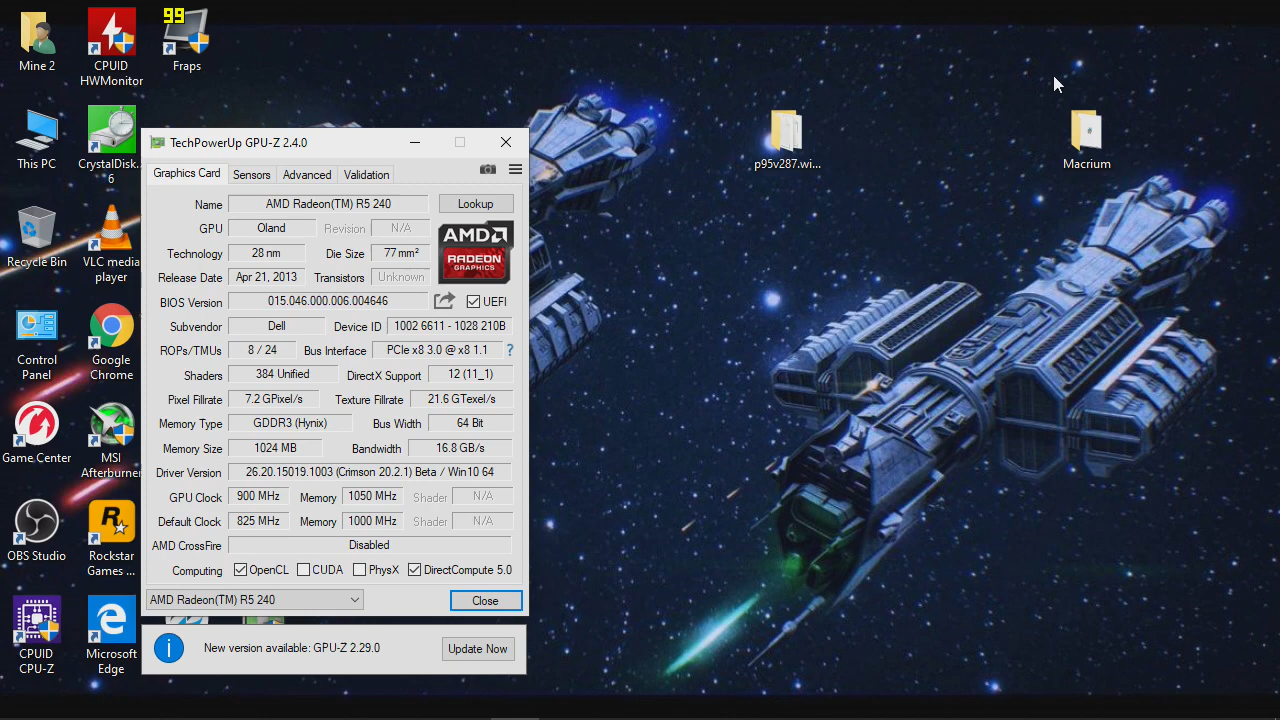 99
Mine 2
CPUID
HWMonitor
Fraps
This PC
CrystalDisk...
6
Recycle Bin
VLC media
player
Control
Panel
Google
Chrome
Game Center
MSI
Afterburner
OBS Studio
Rockstar
Games ...
CPUID
CPU-Z
Microsoft
Edge
p95v287.wi...
Macrium
TechPowerUp GPU-Z 2.4.0
Graphics Card Sensors Advanced Validation
Name AMD Radeon(TM) R5 240 Lookup
GPU Oland Revision N/A
AMD
RADEON
GRAPHICS
Technology 28 nm Die Size 77 mm²
Release Date Apr 21, 2013 Transistors Unknown
BIOS Version 015.046.000.006.004646 UEFI
Subvendor Dell Device ID 1002 6611 - 1028 210B
ROPs/TMUs 8 / 24 Bus Interface PCIe x8 3.0 @ x8 1.1 ?
Shaders 384 Unified DirectX Support 12 (11_1)
Pixel Fillrate 7.2 GPixel/s Texture Fillrate 21.6 GTexel/s
Memory Type GDDR3 (Hynix) Bus Width 64 Bit
Memory Size 1024 MB Bandwidth 16.8 GB/s
Driver Version 26.20.15019.1003 (Crimson 20.2.1) Beta / Win10 64
GPU Clock 900 MHz Memory 1050 MHz Shader N/A
Default Clock 825 MHz Memory 1000 MHz Shader N/A
AMD CrossFire Disabled
Computing OpenCL CUDA PhysX DirectCompute 5.0
AMD Radeon(TM) R5 240 Close
New version available: GPU-Z 2.29.0 Update Now